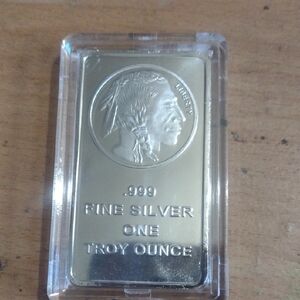 LIBERTY
.999
FINE SILVER
ONE
TROY OUNCE